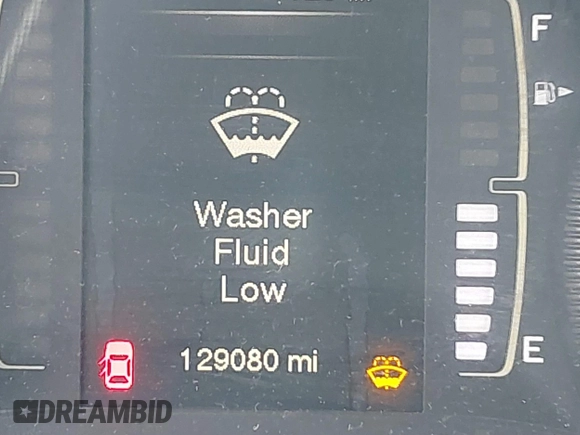 F
Washer
Fluid
Low
129080 mi
E
DREAMBID